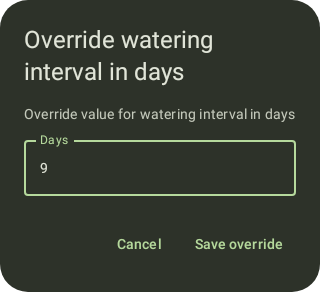 Override watering
interval in days
Override value for watering interval in days
Days
9
Cancel Save override